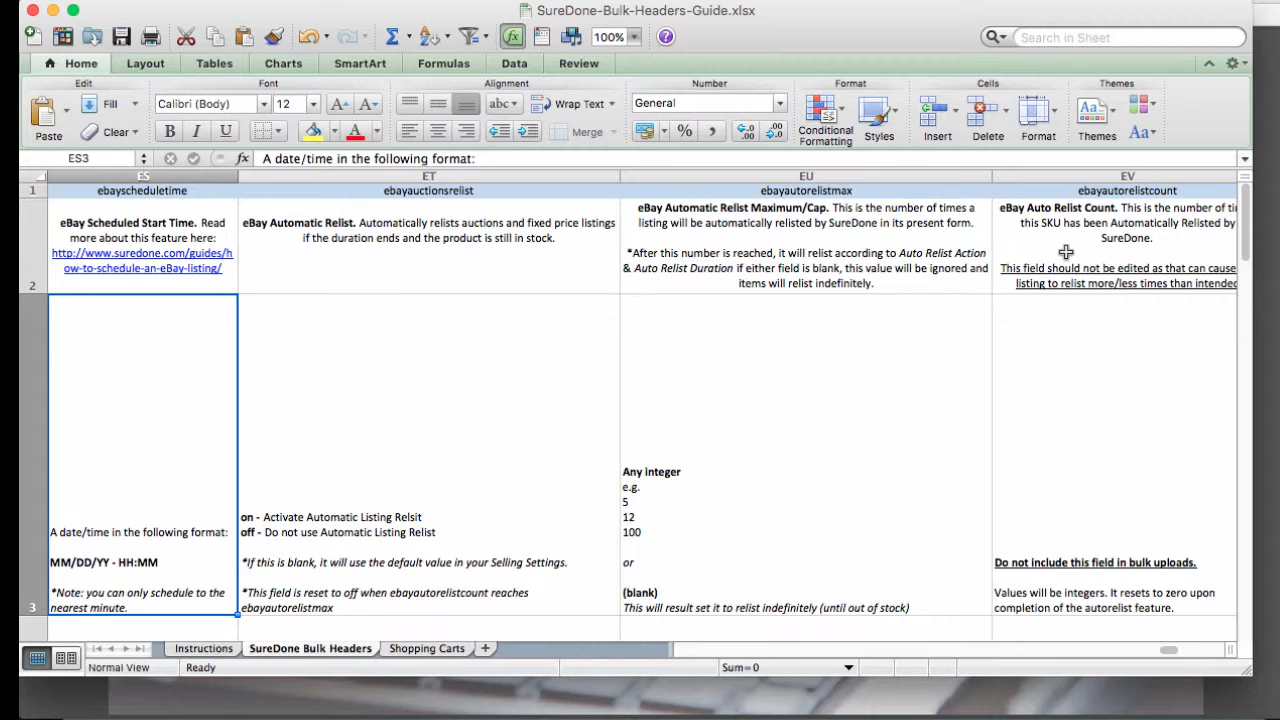 SureDone-Bulk-Headers-Guide.xlsx
100%
Search in Sheet
Home Layout Tables Charts SmartArt Formulas Data Review
Edit Font Alignment Number Format Cells Themes
Fill Calibri (Body) 12 A A abc Wrap Text General
Paste Clear B I U A Merge % , .0 .00 .00 .0 Conditional Formatting Styles Insert Delete Format Themes Aa
ES3 fx A date/time in the following format:
ES ET EU EV
1 ebayscheduletime ebayauctionsrelist ebayautorelistmax ebayautorelistcount
2
eBay Scheduled Start Time. Read
more about this feature here:
http://www.suredone.com/guides/h
ow-to-schedule-an-eBay-listing/
eBay Automatic Relist. Automatically relists auctions and fixed price listings
if the duration ends and the product is still in stock.
eBay Automatic Relist Maximum/Cap. This is the number of times a
listing will be automatically relisted by SureDone in its present form.
*After this number is reached, it will relist according to Auto Relist Action
& Auto Relist Duration if either field is blank, this value will be ignored and
items will relist indefinitely.
eBay Auto Relist Count. This is the number of
this SKU has been Automatically Relisted by
SureDone.
This field should not be edited as that can cause
listing to relist more/less times than intended
3
A date/time in the following format:
MM/DD/YY - HH:MM
*Note: you can only schedule to the
nearest minute.
on - Activate Automatic Listing Relsit
off - Do not use Automatic Listing Relist
*If this is blank, it will use the default value in your Selling Settings.
*This field is reset to off when ebayautorelistcount reaches
ebayautorelistmax
Any integer
e.g.
5
12
100
or
(blank)
This will result set it to relist indefinitely (until out of stock)
Do not include this field in bulk uploads.
Values will be integers. It resets to zero upon
completion of the autorelist feature.
Instructions SureDone Bulk Headers Shopping Carts
Normal View Ready Sum=0